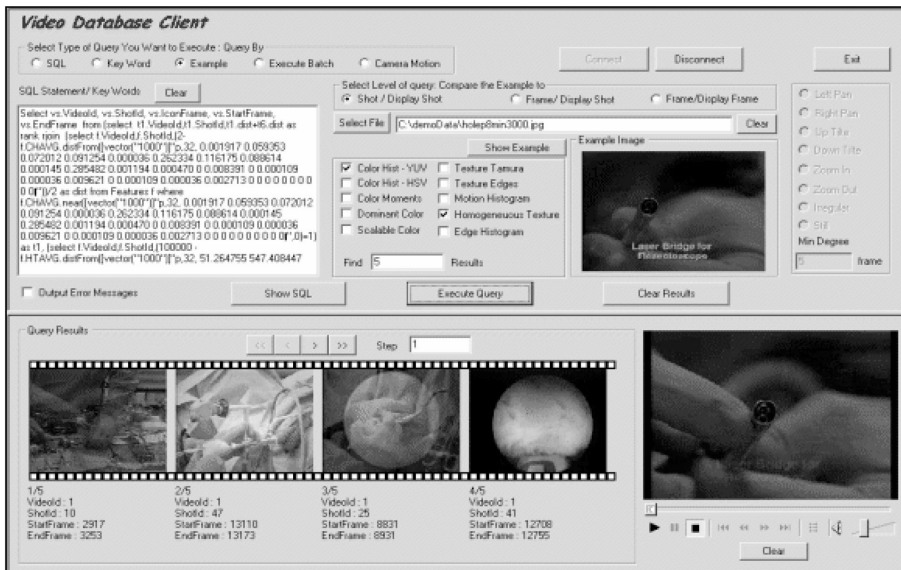 Video Database Client
Select Type of Query You Want to Execute : Query By
SQL Key Word Example Execute Batch Camera Motion
Connect Disconnect Exit
SQL Statement/ Key Words Clear
Select vs.VideoId, vs.ShotId, vs.IconFrame, vs.StartFrame,
vs.EndFrame from (select t1.VideoId,t1.ShotId,t1.dist+t6.dist as
rank from (select f.VideoId,f.ShotId,(2-
f.CHAVG.distFrom([vector("1000")["p,32, 0.001917 0.059353
0.072012 0.091254 0.000036 0.262334 0.116175 0.088614
0.000145 0.285482 0.001194 0.000470 0 0.008391 0 0.000109
0.000036 0.009621 0 0.000109 0.000036 0.002713 0 0 0 0 0 0 0 0
0 0]"]))/2 as dist from Features f where
f.CHAVG.near([vector("1000")["p,32, 0.001917 0.059353 0.072012
0.091254 0.000036 0.262334 0.116175 0.088614 0.000145
0.285482 0.001194 0.000470 0 0.008391 0 0.000109 0.000036
0.009621 0 0.000109 0.000036 0.002713 0 0 0 0 0 0 0 0 0 0]",0)=1)
as t1, (select f.VideoId,f.ShotId,(100000 -
f.HTAVG.distFrom([vector("1000")["p,32, 51.264755 547.408447
Select Level of query: Compare the Example to
Shot / Display Shot Frame/ Display Shot Frame/Display Frame
Select File C:\demoData\holep8min3000.jpg Clear
Show Example
Color Hist - YUV Texture Tamura
Color Hist - HSV Texture Edges
Color Moments Motion Histogram
Dominant Color Homogeneous Texture
Scalable Color Edge Histogram
Find 5 Results
Example Image
Laser Bridge for
Left Pan
Right Pan
Up Tilte
Down Tilte
Zoom In
Zoom Out
Irregular
Still
Min Degree
5 frame
Output Error Messages Show SQL Execute Query Clear Results
Query Results
<< < > >> Step 1
1/5 2/5 3/5 4/5
VideoId : 1 VideoId : 1 VideoId : 1 VideoId : 1
ShotId : 10 ShotId : 47 ShotId : 25 ShotId : 41
StartFrame : 2917 StartFrame : 13110 StartFrame : 8831 StartFrame : 12708
EndFrame : 3253 EndFrame : 13173 EndFrame : 8931 EndFrame : 12755
Clear